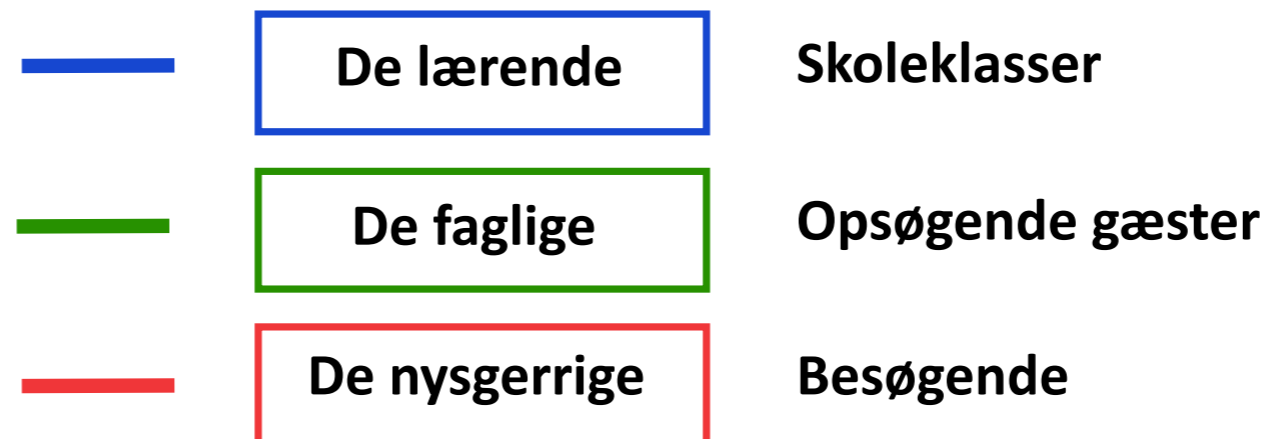 De lærende Skoleklasser
De faglige Opsøgende gæster
De nysgerrige Besøgende